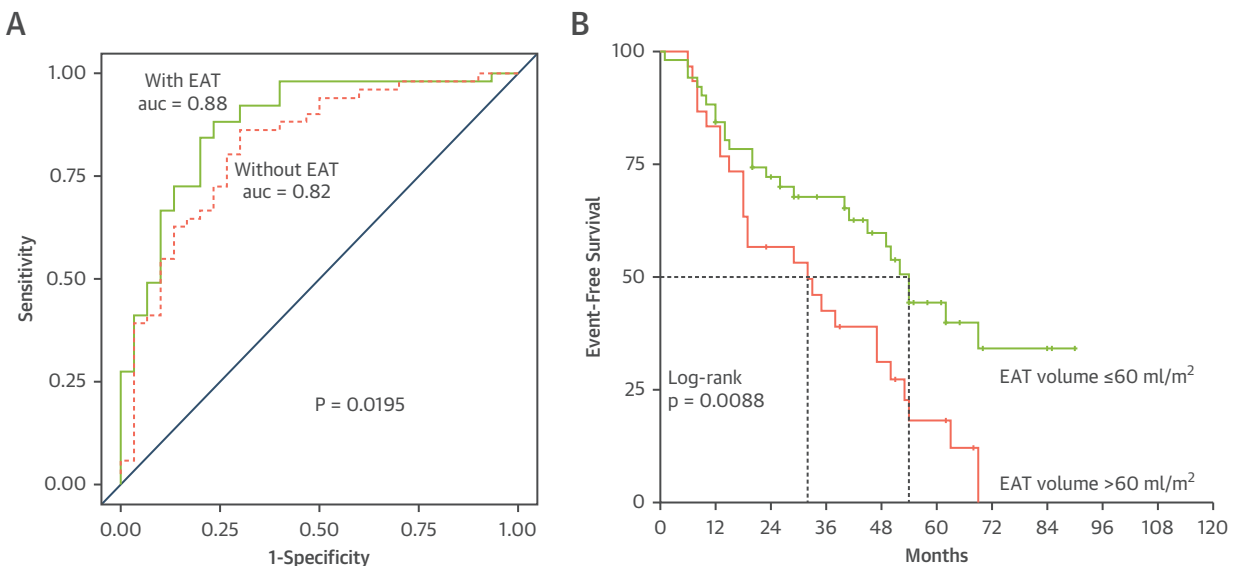 A
With EAT
auc = 0.88
Without EAT
auc = 0.82
P = 0.0195
Sensitivity
1.00
0.75
0.50
0.25
0.00
0.00 0.25 0.50 0.75 1.00
1-Specificity
B
Event-Free Survival
100
75
50
25
0
Log-rank
p = 0.0088
EAT volume ≤60 ml/m²
EAT volume >60 ml/m²
0 12 24 36 48 60 72 84 96 108 120
Months